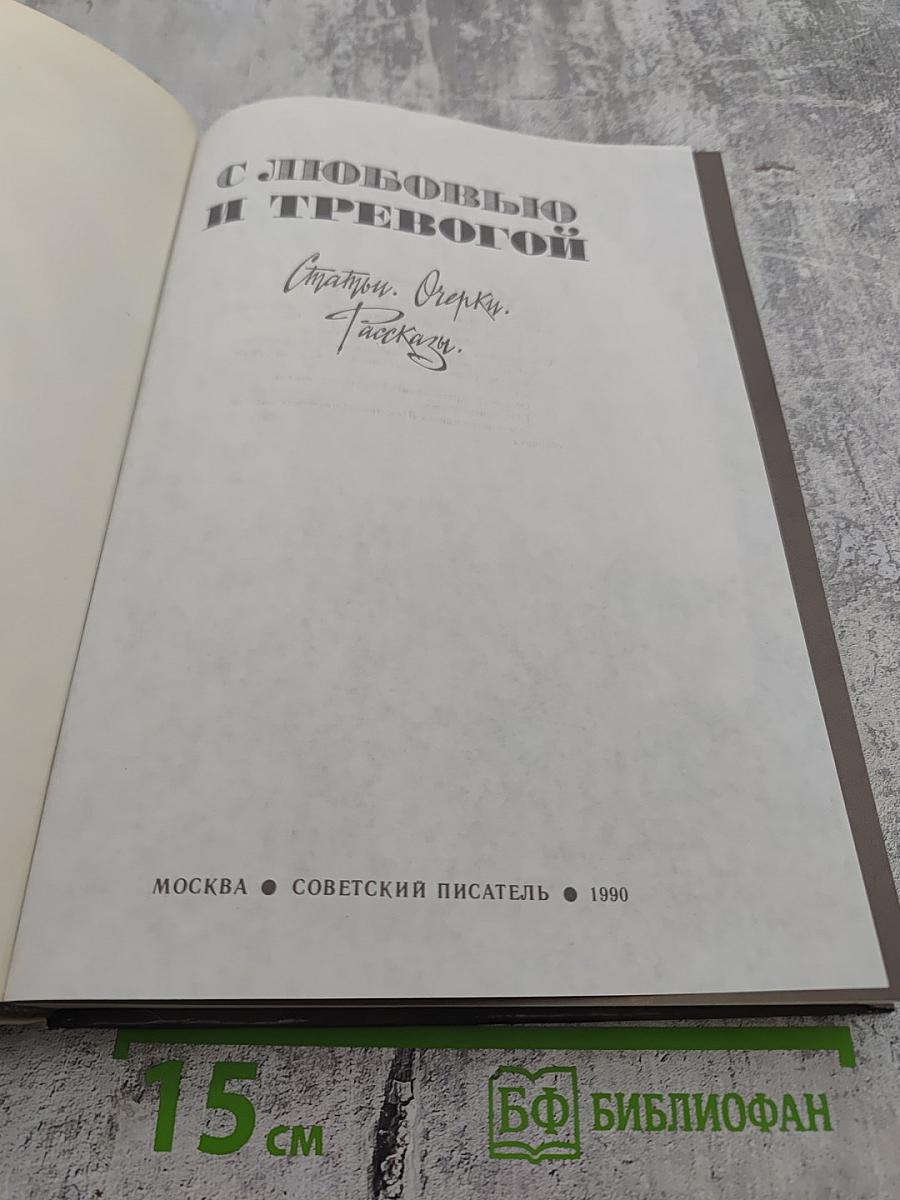 С ЛЮБОВЬЮ
И ТРЕВОГОЙ
Статьи. Очерки.
Рассказы.
МОСКВА ● СОВЕТСКИЙ ПИСАТЕЛЬ ● 1990
15 см
БФ БИБЛИОФАН